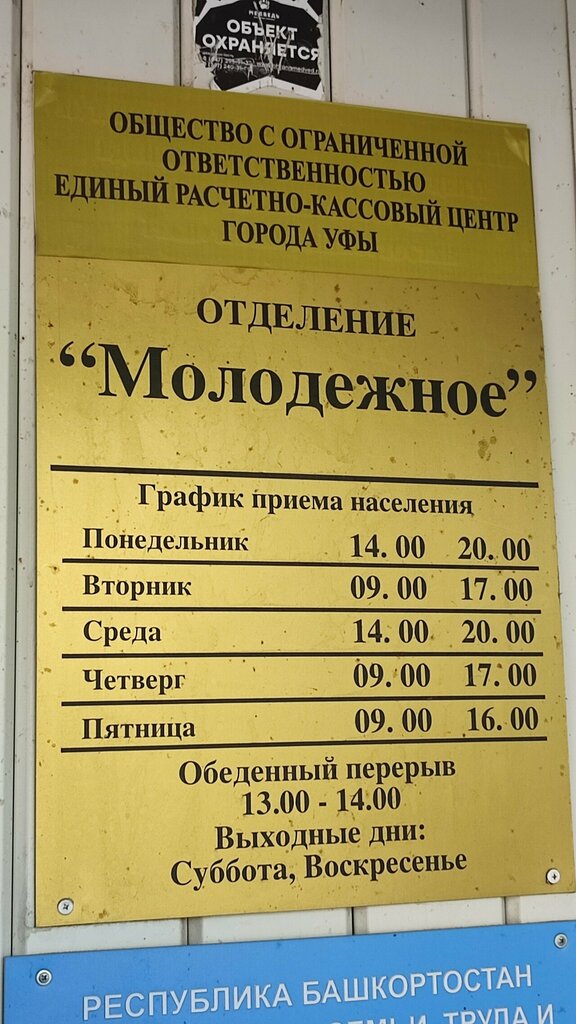 МЕДВЕДЬ
ОБЪЕКТ
ОХРАНЯЕТСЯ
ОБЩЕСТВО С ОГРАНИЧЕННОЙ
ОТВЕТСТВЕННОСТЬЮ
ЕДИНЫЙ РАСЧЕТНО-КАССОВЫЙ ЦЕНТР
ГОРОДА УФЫ
ОТДЕЛЕНИЕ
“Молодежное”
График приема населения
Понедельник 14. 00 20. 00
Вторник 09. 00 17. 00
Среда 14. 00 20. 00
Четверг 09. 00 17. 00
Пятница 09. 00 16. 00
Обеденный перерыв
13.00 - 14.00
Выходные дни:
Суббота, Воскресенье
РЕСПУБЛИКА БАШКОРТОСТАН
ТРУДА И